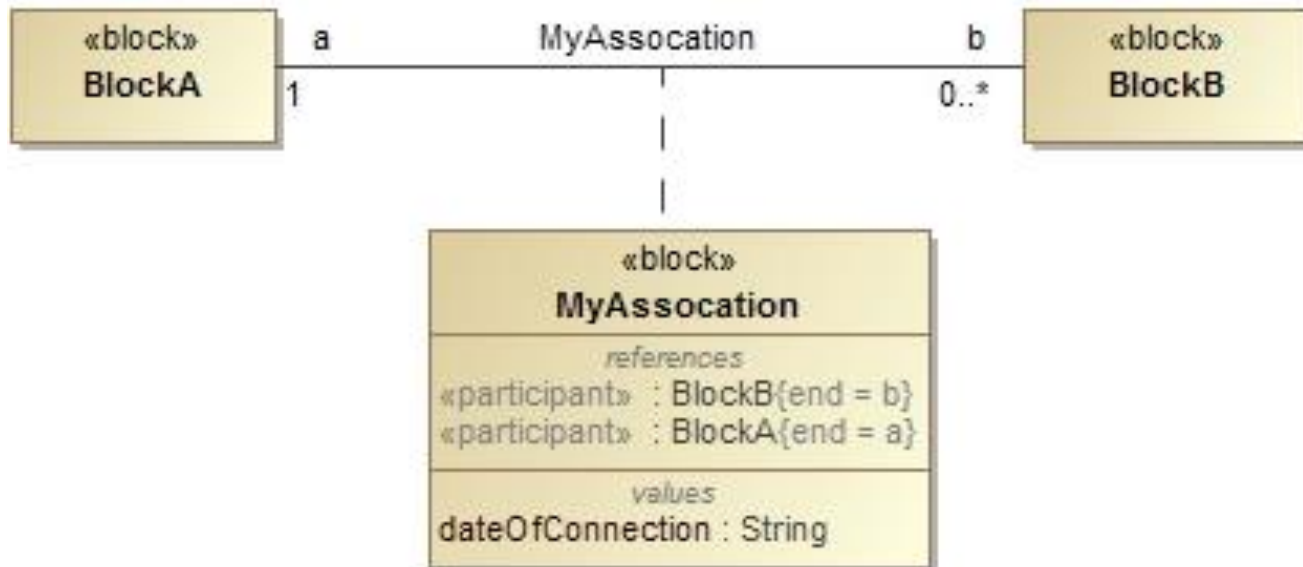 «block»
BlockA
a
MyAssocation
b
1
0..*
«block»
BlockB
«block»
MyAssocation
references
«participant» : BlockB{end = b}
«participant» : BlockA{end = a}
values
dateOfConnection : String